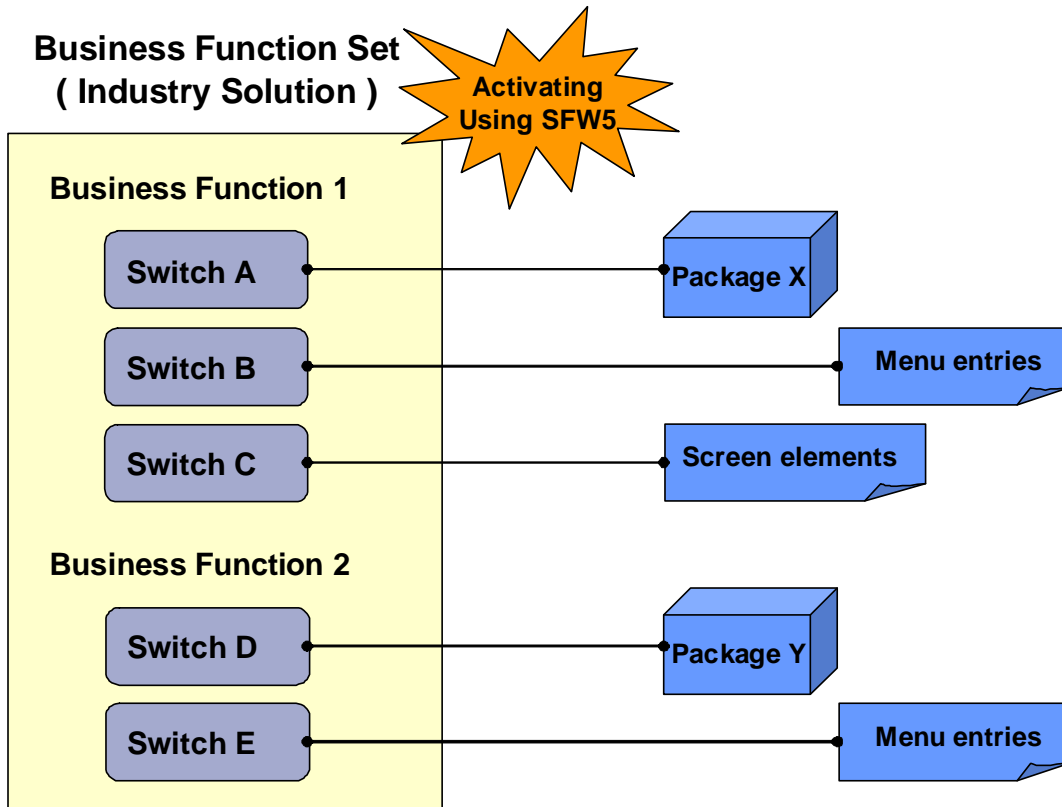 Business Function Set
( Industry Solution )
Activating
Using SFW5
Business Function 1
Switch A
Package X
Switch B
Menu entries
Switch C
Screen elements
Business Function 2
Switch D
Package Y
Switch E
Menu entries